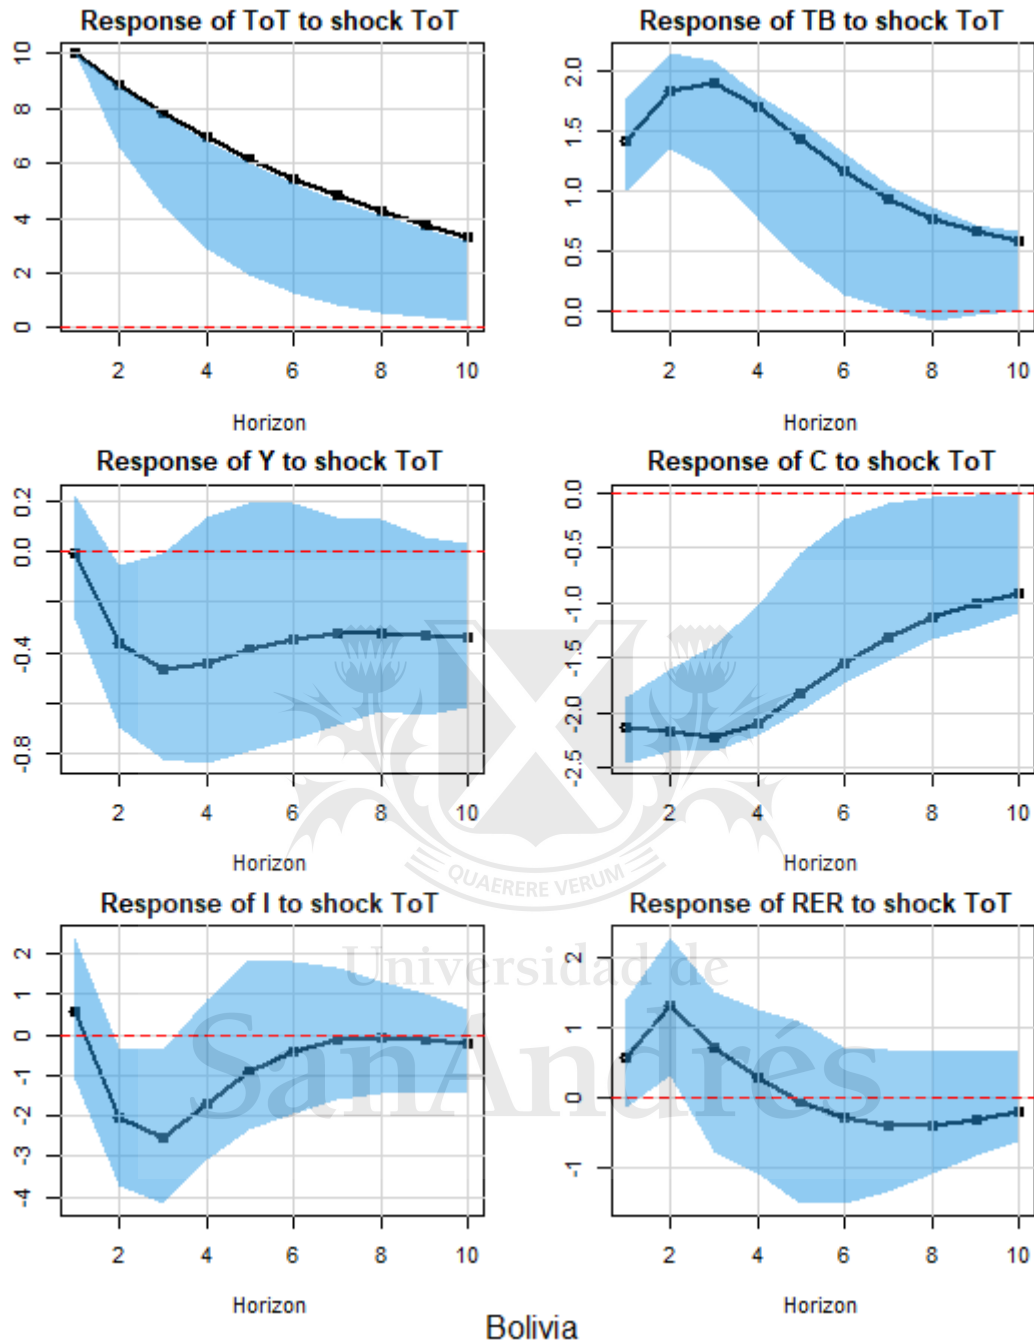 Response of ToT to shock ToT
10
8
6
4
2
0
2 4 6 8 10
Horizon
Response of TB to shock ToT
2.0
1.5
1.0
0.5
0.0
2 4 6 8 10
Horizon
Response of Y to shock ToT
0.2
0.0
-0.4
-0.8
2 4 6 8 10
Horizon
Response of C to shock ToT
0.0
-0.5
-1.0
-1.5
-2.0
-2.5
2 4 6 8 10
Horizon
QUAERERE VERUM
Universidad de
SanAndrés
Response of I to shock ToT
2
1
0
-1
-2
-3
-4
2 4 6 8 10
Horizon
Response of RER to shock ToT
2
1
0
-1
2 4 6 8 10
Horizon
Bolivia